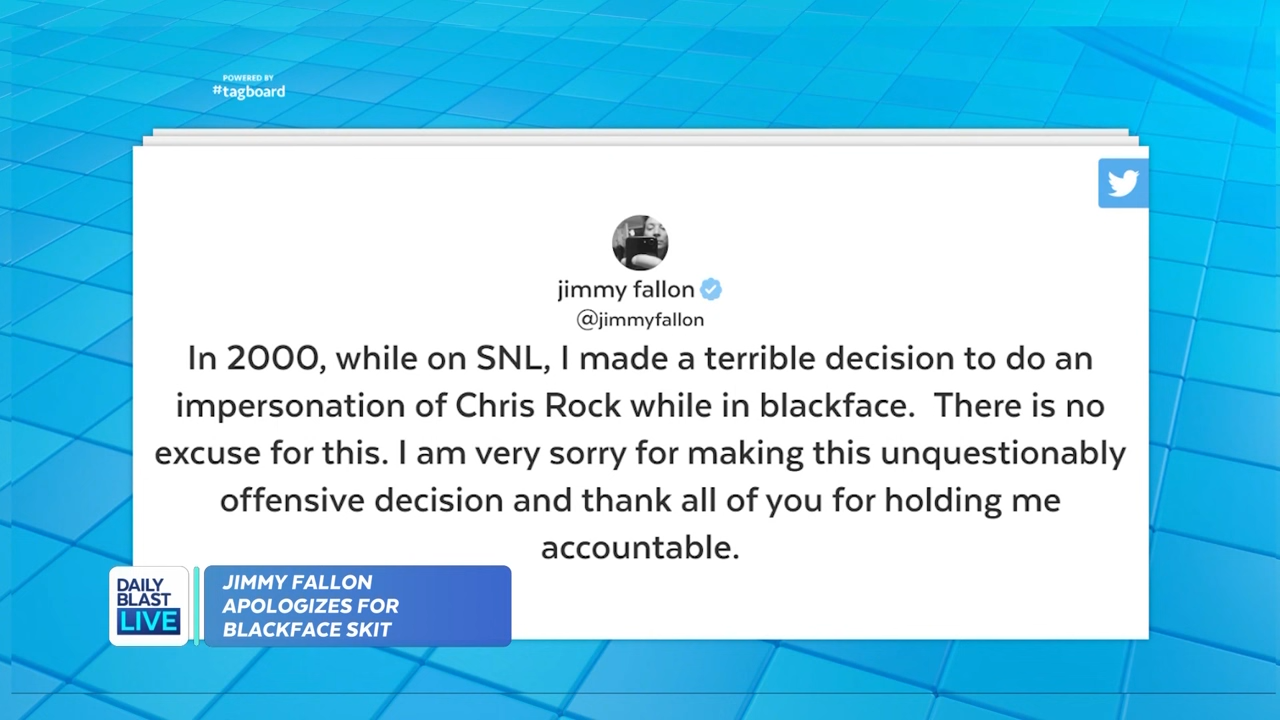 POWERED BY
#tagboard
jimmy fallon
@jimmyfallon
In 2000, while on SNL, I made a terrible decision to do an
impersonation of Chris Rock while in blackface.  There is no
excuse for this. I am very sorry for making this unquestionably
offensive decision and thank all of you for holding me
accountable.
DAILY
BLAST
LIVE
JIMMY FALLON
APOLOGIZES FOR
BLACKFACE SKIT